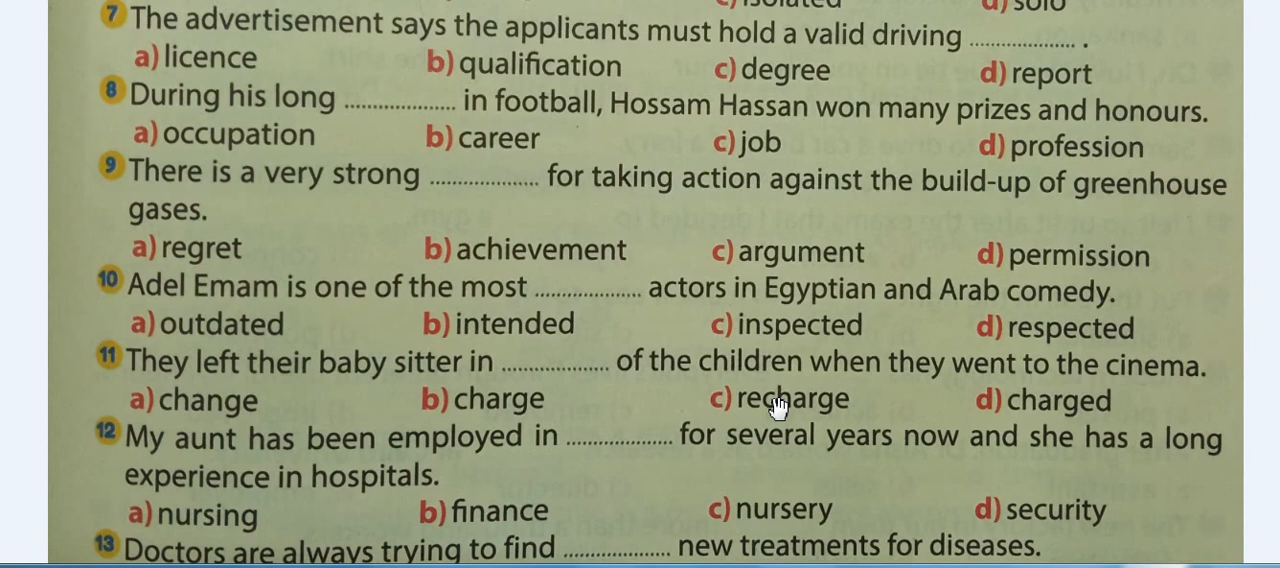 c) isolated d) solo
7 The advertisement says the applicants must hold a valid driving .................... .
a) licence b) qualification c) degree d) report
8 During his long .................... in football, Hossam Hassan won many prizes and honours.
a) occupation b) career c) job d) profession
9 There is a very strong .................... for taking action against the build-up of greenhouse
gases.
a) regret b) achievement c) argument d) permission
10 Adel Emam is one of the most .................... actors in Egyptian and Arab comedy.
a) outdated b) intended c) inspected d) respected
11 They left their baby sitter in .................... of the children when they went to the cinema.
a) change b) charge c) recharge d) charged
12 My aunt has been employed in .................... for several years now and she has a long
experience in hospitals.
a) nursing b) finance c) nursery d) security
13 Doctors are always trying to find .................... new treatments for diseases.